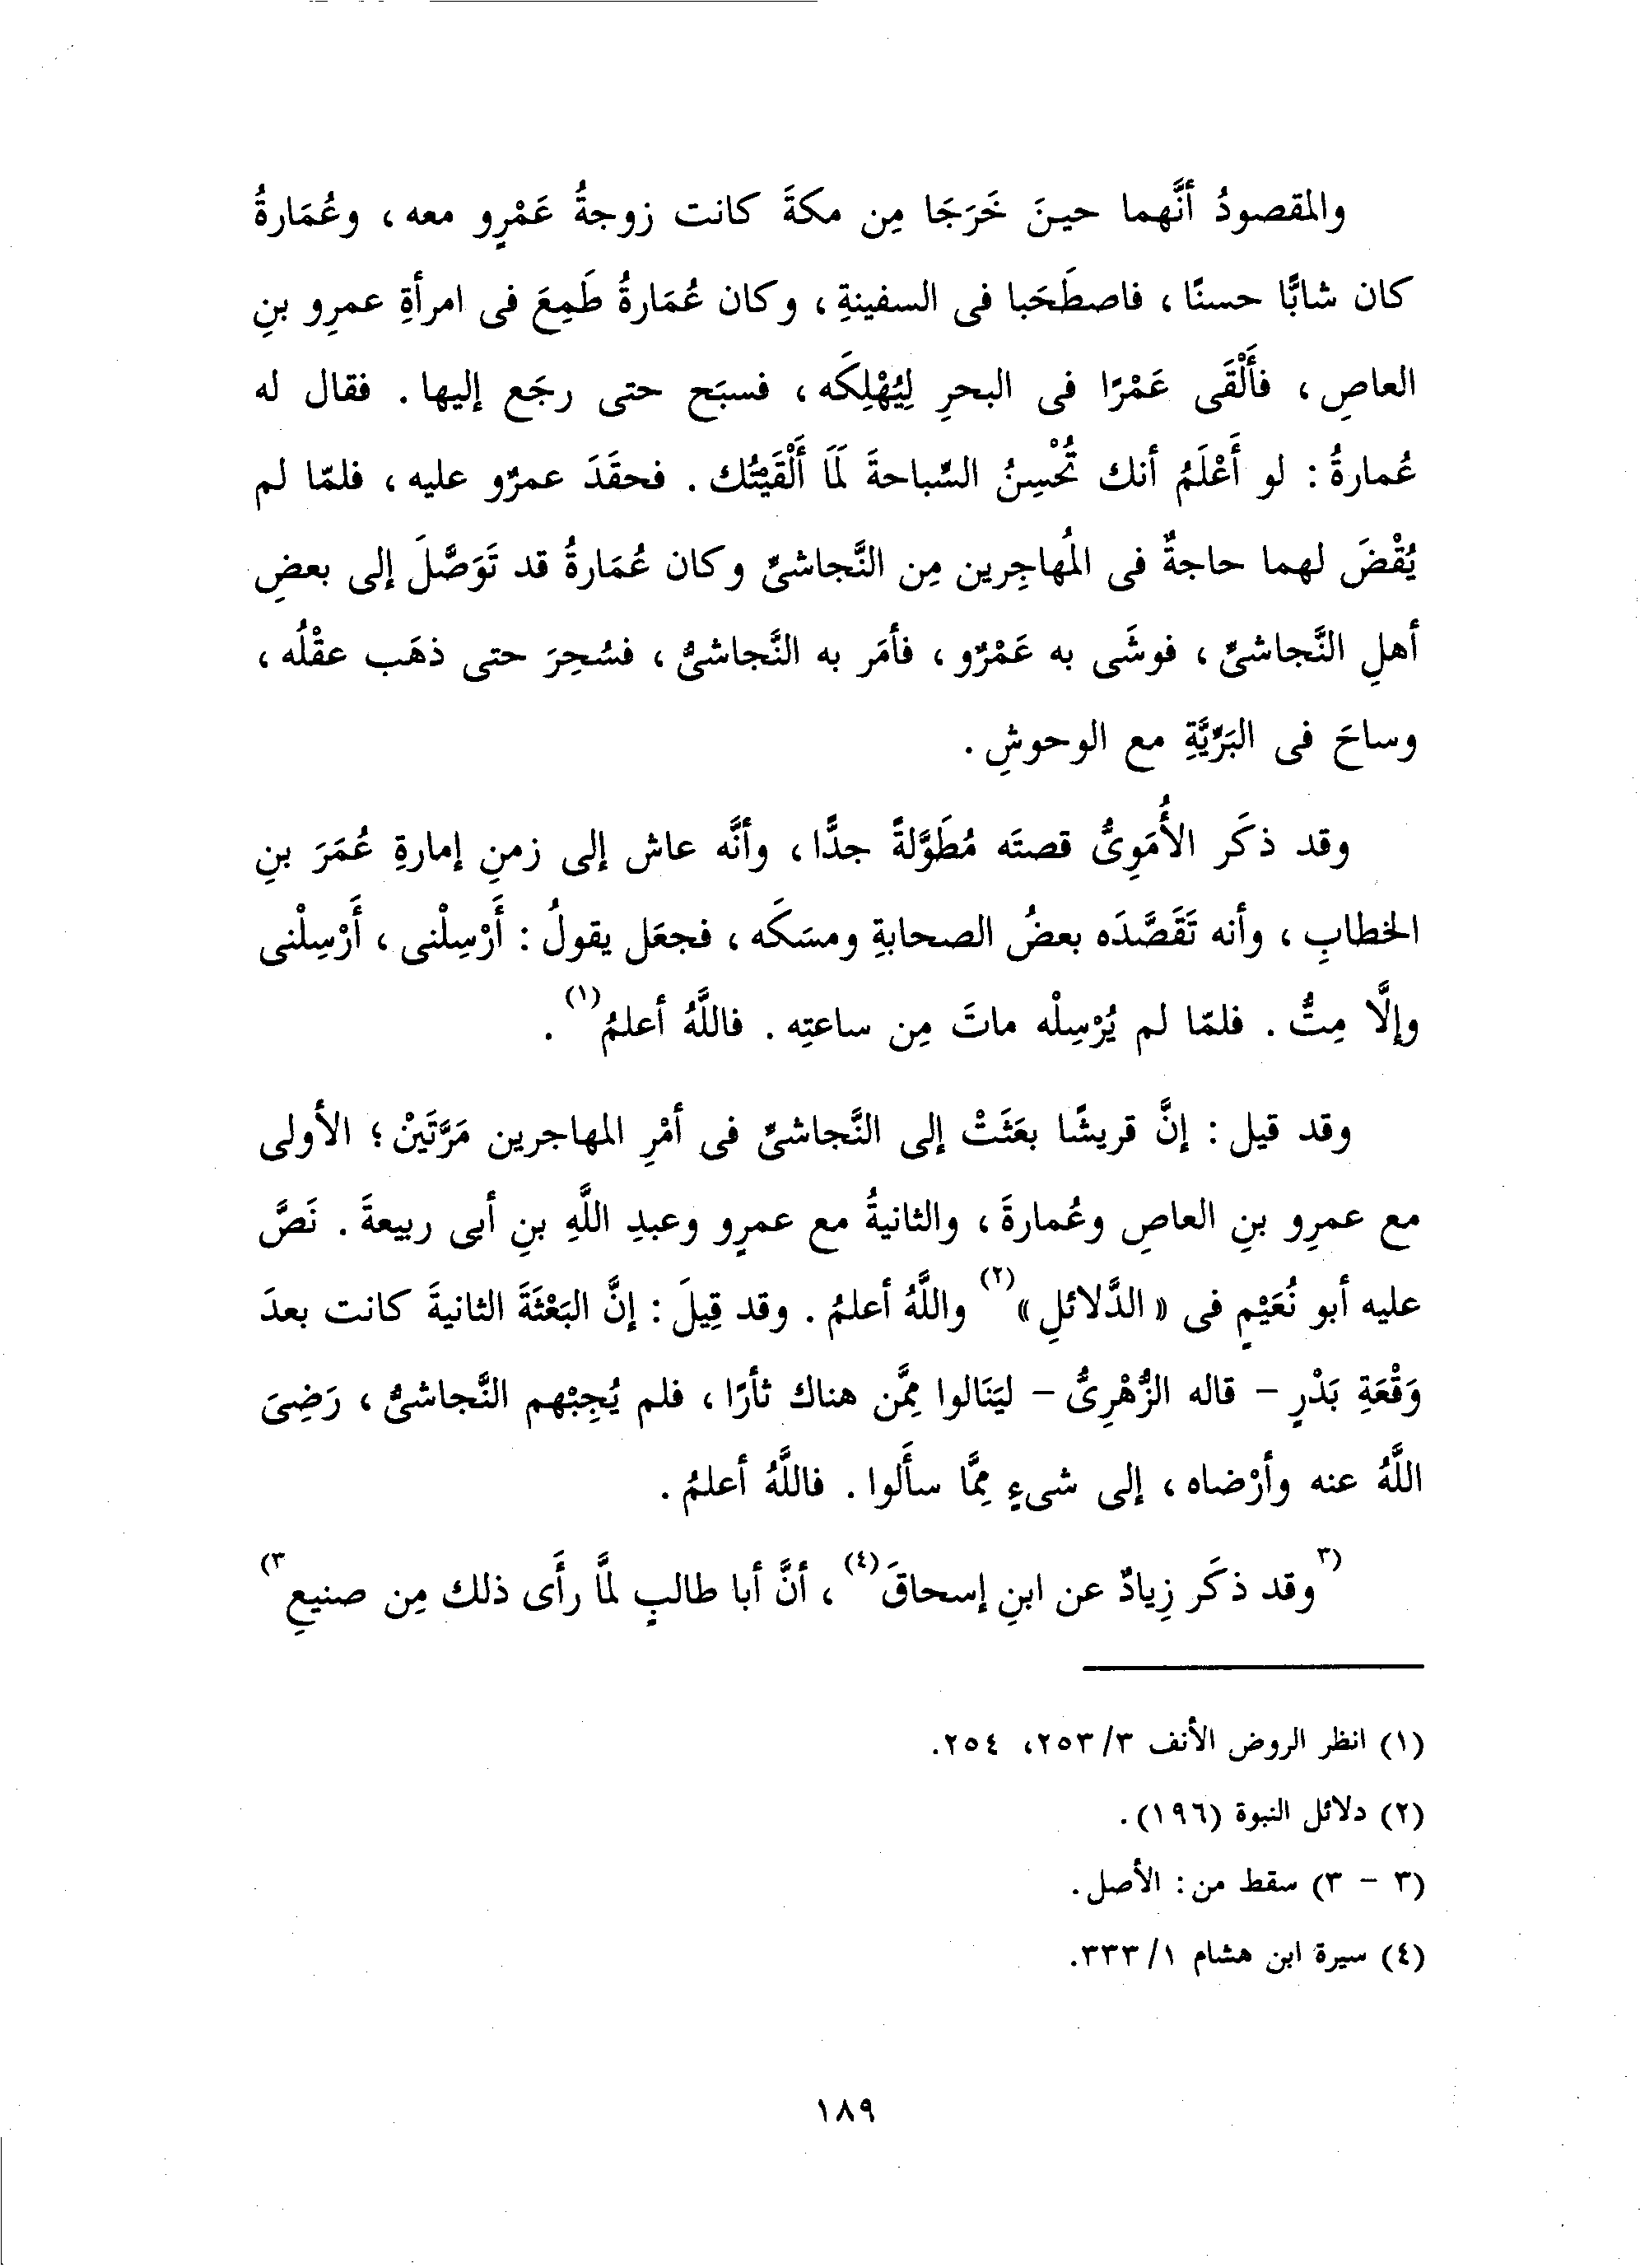 والمقصودُ أنَّهما حينَ خَرَجَا مِن مكةَ كانت زوجةُ عَمْرٍو معه ، وعُمَارةُ
كان شابًّا حسنًا ، فاصطَحَبا فى السفينةِ ، وكان عُمَارةُ طَمِعَ فى امرأةِ عمرِو بنِ
العاصِ ، فأَلْقَى عَمْرًا فى البحرِ لِيُهْلِكَه ، فسبَح حتى رجَع إليها . فقال له
عُمارةُ : لو أَعْلَمُ أنك تُحْسِنُ السِّباحةَ لَمَا أَلْقَيْتُك . فحقَدَ عمرٌو عليه ، فلمّا لم
يُقْضَ لهما حاجةٌ فى المُهاجِرين مِن النَّجاشىِّ وكان عُمَارةُ قد تَوَصَّلَ إلى بعضِ
أهلِ النَّجاشىِّ ، فوشَى به عَمْرٌو ، فأمَر به النَّجاشىُّ ، فسُحِرَ حتى ذهَب عقْلُه ،
وساحَ فى البَرِّيَّةِ مع الوحوشِ .
وقد ذكَر الأُمَوِىُّ قصتَه مُطَوَّلةً جدًّا ، وأنَّه عاش إلى زمنِ إمارةِ عُمَرَ بنِ
الخطابِ ، وأنه تَقَصَّدَه بعضُ الصحابةِ ومسَكَه ، فجعَل يقولُ : أَرْسِلْنى ، أَرْسِلْنى
وإلَّا مِتُّ . فلمّا لم يُرْسِلْه ماتَ مِن ساعتِه . فاللَّهُ أعلمُ(١) .
وقد قيل : إنَّ قريشًا بعَثَتْ إلى النَّجاشىِّ فى أمْرِ المهاجرين مَرَّتَينْ ؛ الأولى
مع عمرِو بنِ العاصِ وعُمارةَ ، والثانيةُ مع عمرٍو وعبدِ اللَّهِ بنِ أبى ربيعةَ . نَصَّ
عليه أبو نُعَيْمٍ فى « الدَّلائلِ »(٢) واللَّهُ أعلمُ . وقد قِيلَ : إنَّ البَعْثَةَ الثانيةَ كانت بعدَ
وَقْعَةِ بَدْرٍ - قاله الزُّهْرِىُّ - ليَنَالوا مِمَّن هناك ثأرًا ، فلم يُجِبْهم النَّجاشىُّ ، رَضِىَ
اللَّهُ عنه وأرْضاه ، إلى شىءٍ مِمَّا سأَلوا . فاللَّهُ أعلمُ .
(٣وقد ذكَر زِيادٌ عن ابنِ إسحاقَ(٤) ، أنَّ أبا طالبٍ لمَّا رأَى ذلك مِن صنيعِ٣)
(١) انظر الروض الأنف ٣/ ٢٥٣، ٢٥٤.
(٢) دلائل النبوة (١٩٦).
(٣ - ٣) سقط من : الأصل.
(٤) سيرة ابن هشام ١/ ٣٣٣.
١٨٩